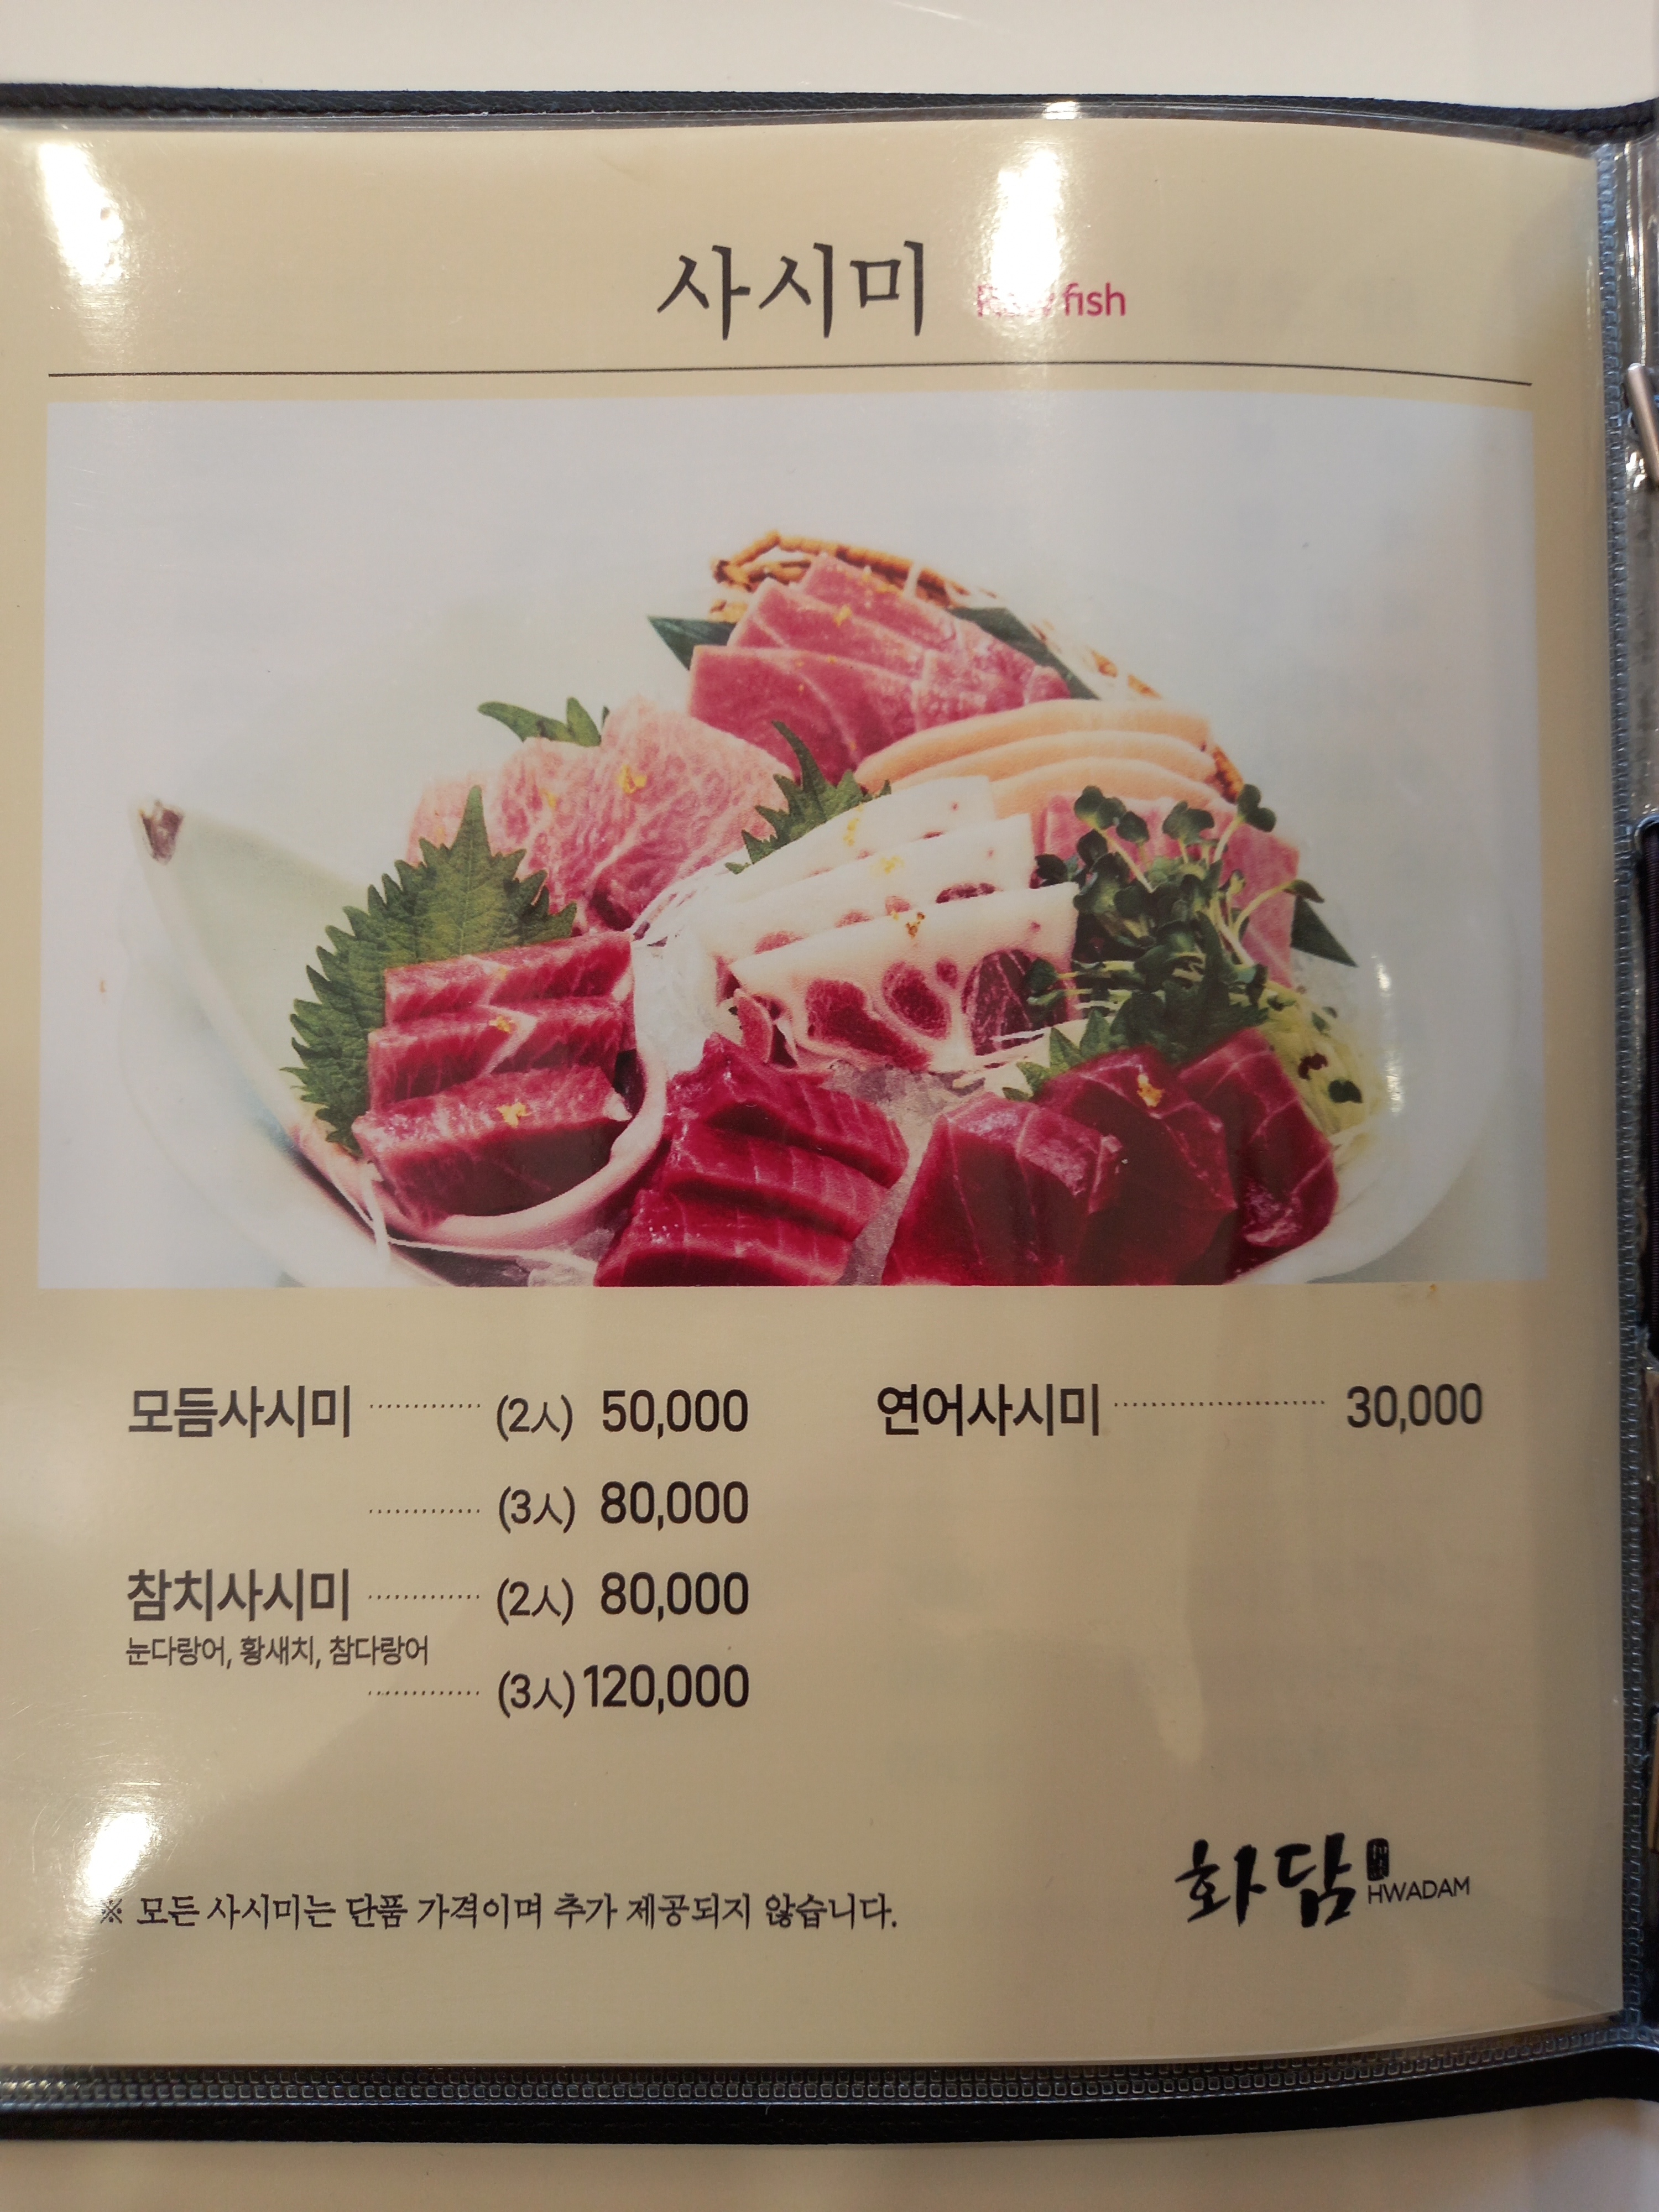 사시미 Raw fish
모듬사시미 ············· (2人) 50,000
············· (3人) 80,000
참치사시미 ············· (2人) 80,000
눈다랑어, 황새치, 참다랑어
············· (3人) 120,000
연어사시미 ························ 30,000
※ 모든 사시미는 단품 가격이며 추가 제공되지 않습니다.
화담 HWADAM